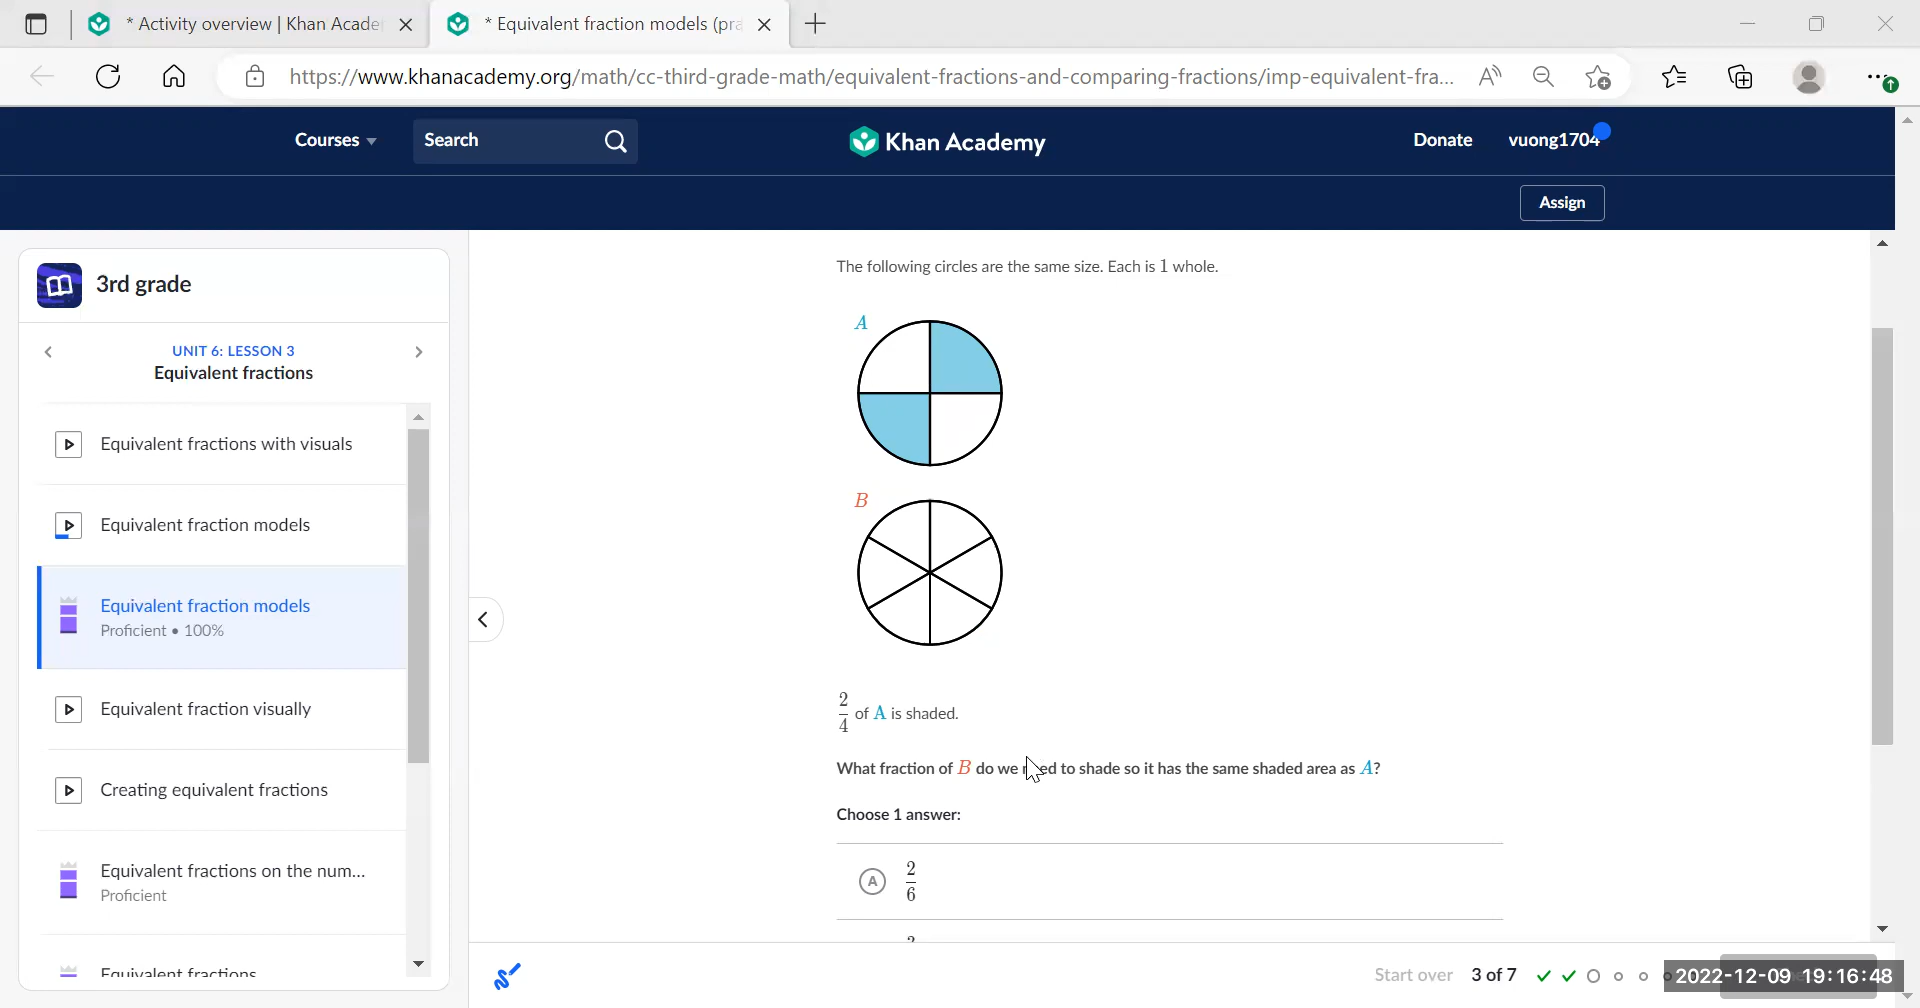 * Activity overview | Khan Acade
* Equivalent fraction models (pra
https://www.khanacademy.org/math/cc-third-grade-math/equivalent-fractions-and-comparing-fractions/imp-equivalent-fra...
Courses
Search
Khan Academy
Donate
vuong1704
Assign
3rd grade
UNIT 6: LESSON 3
Equivalent fractions
Equivalent fractions with visuals
Equivalent fraction models
Equivalent fraction models
Proficient • 100%
Equivalent fraction visually
Creating equivalent fractions
Equivalent fractions on the num...
Proficient
Equivalent fractions
The following circles are the same size. Each is 1 whole.
A
B
2/4 of A is shaded.
What fraction of B do we need to shade so it has the same shaded area as A?
Choose 1 answer:
A 2/6
Start over 3 of 7
2022-12-09 19:16:48